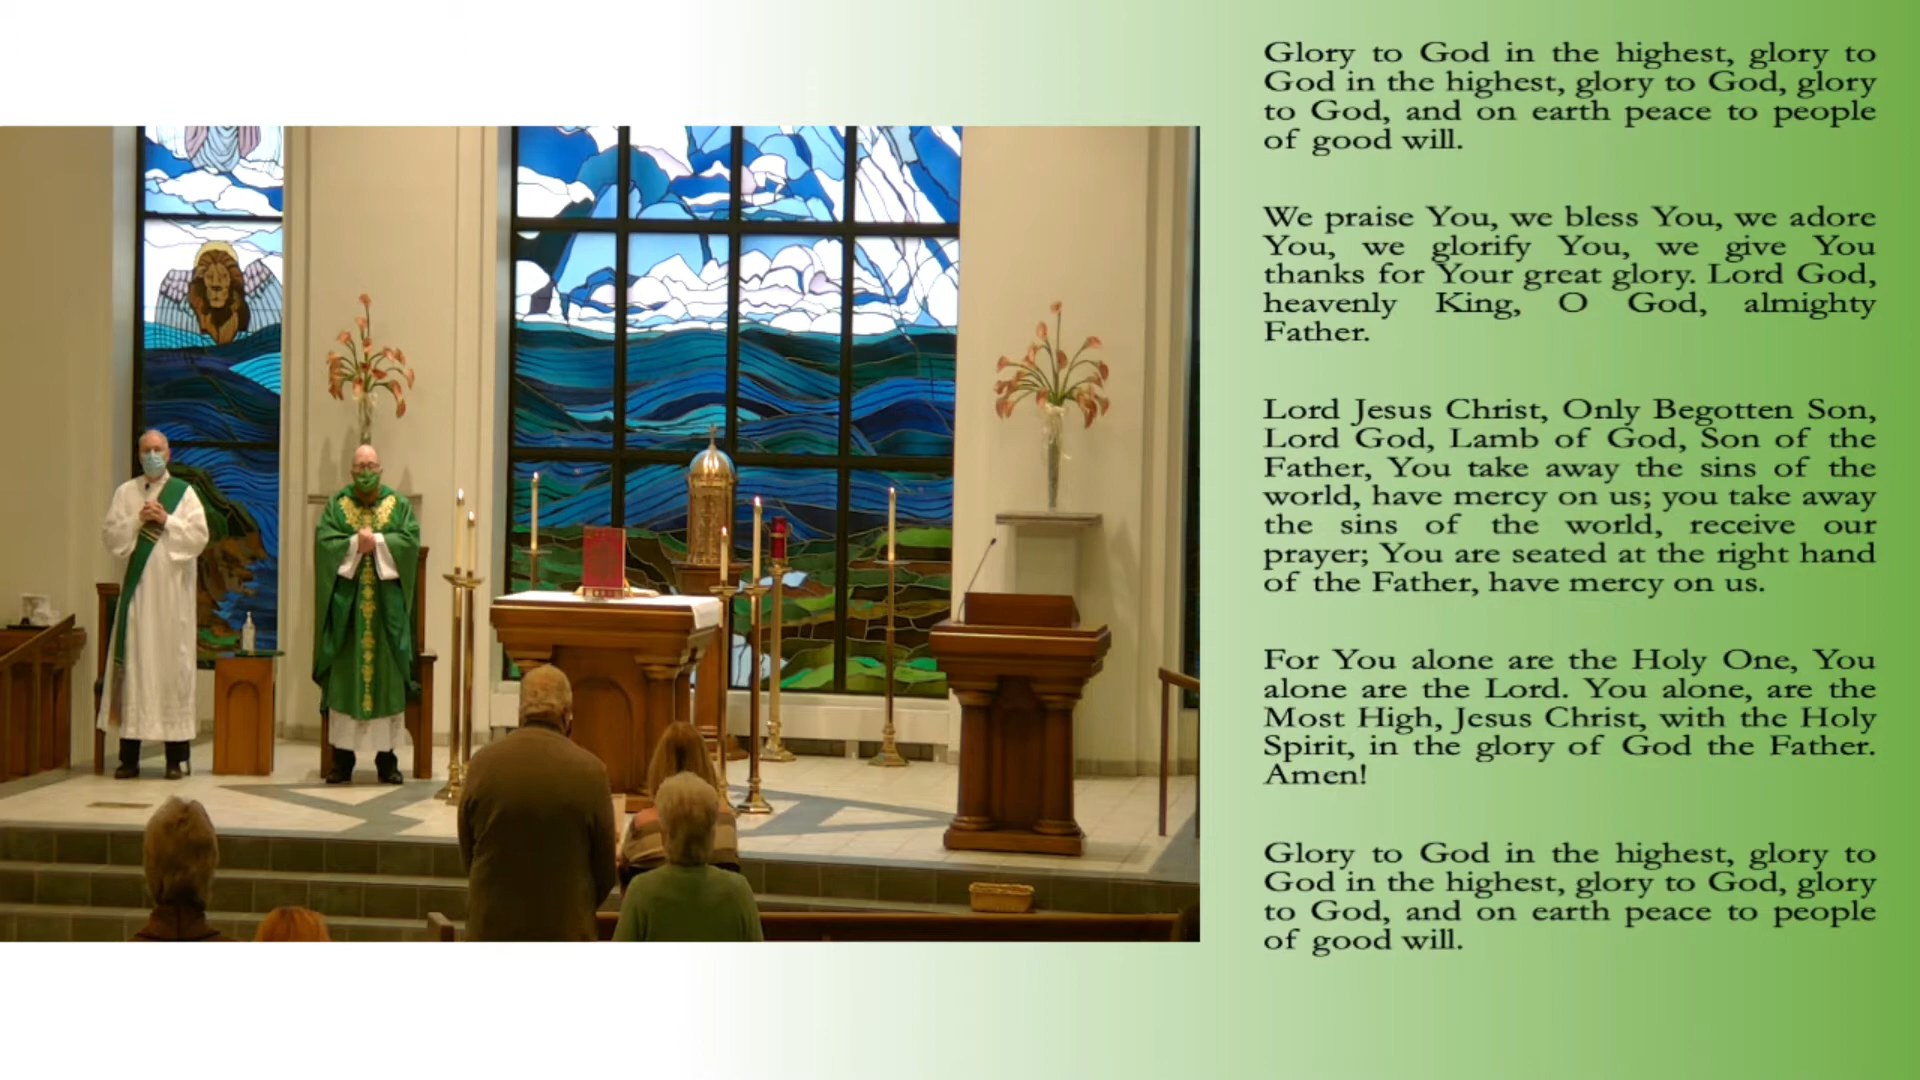 Glory to God in the highest, glory to
God in the highest, glory to God, glory
to God, and on earth peace to people
of good will.
We praise You, we bless You, we adore
You, we glorify You, we give You
thanks for Your great glory. Lord God,
heavenly King, O God, almighty
Father.
Lord Jesus Christ, Only Begotten Son,
Lord God, Lamb of God, Son of the
Father, You take away the sins of the
world, have mercy on us; you take away
the sins of the world, receive our
prayer; You are seated at the right hand
of the Father, have mercy on us.
For You alone are the Holy One, You
alone are the Lord. You alone, are the
Most High, Jesus Christ, with the Holy
Spirit, in the glory of God the Father.
Amen!
Glory to God in the highest, glory to
God in the highest, glory to God, glory
to God, and on earth peace to people
of good will.